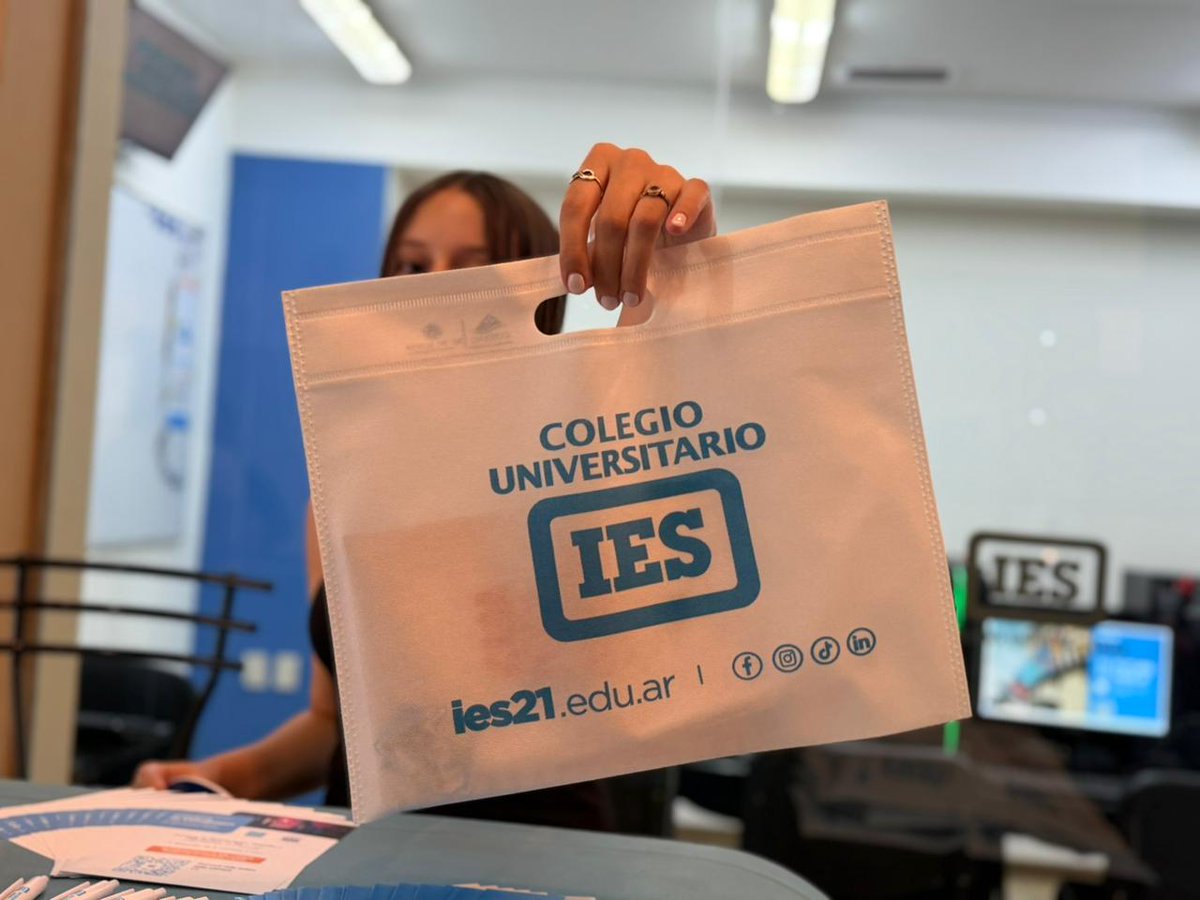 COLEGIO
UNIVERSITARIO
IES
ies21.edu.ar |
IES